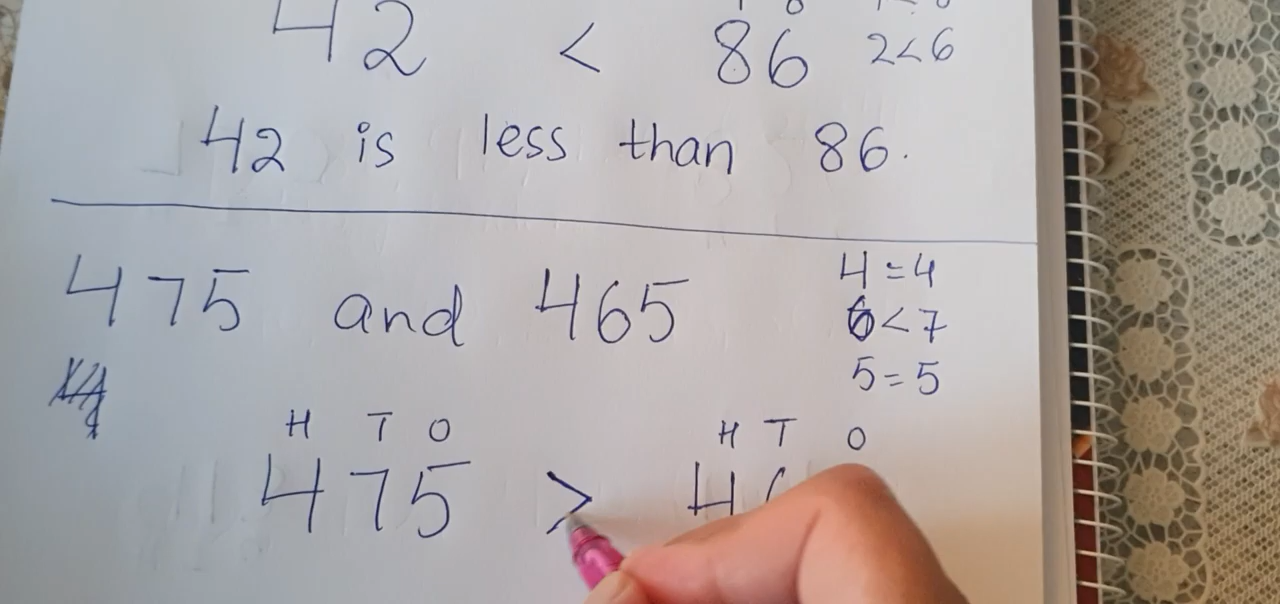 42 < 86 2<6
42 is less than 86.
475 and 465
4=4
6<7
5=5
H T O H T O
475 > 4